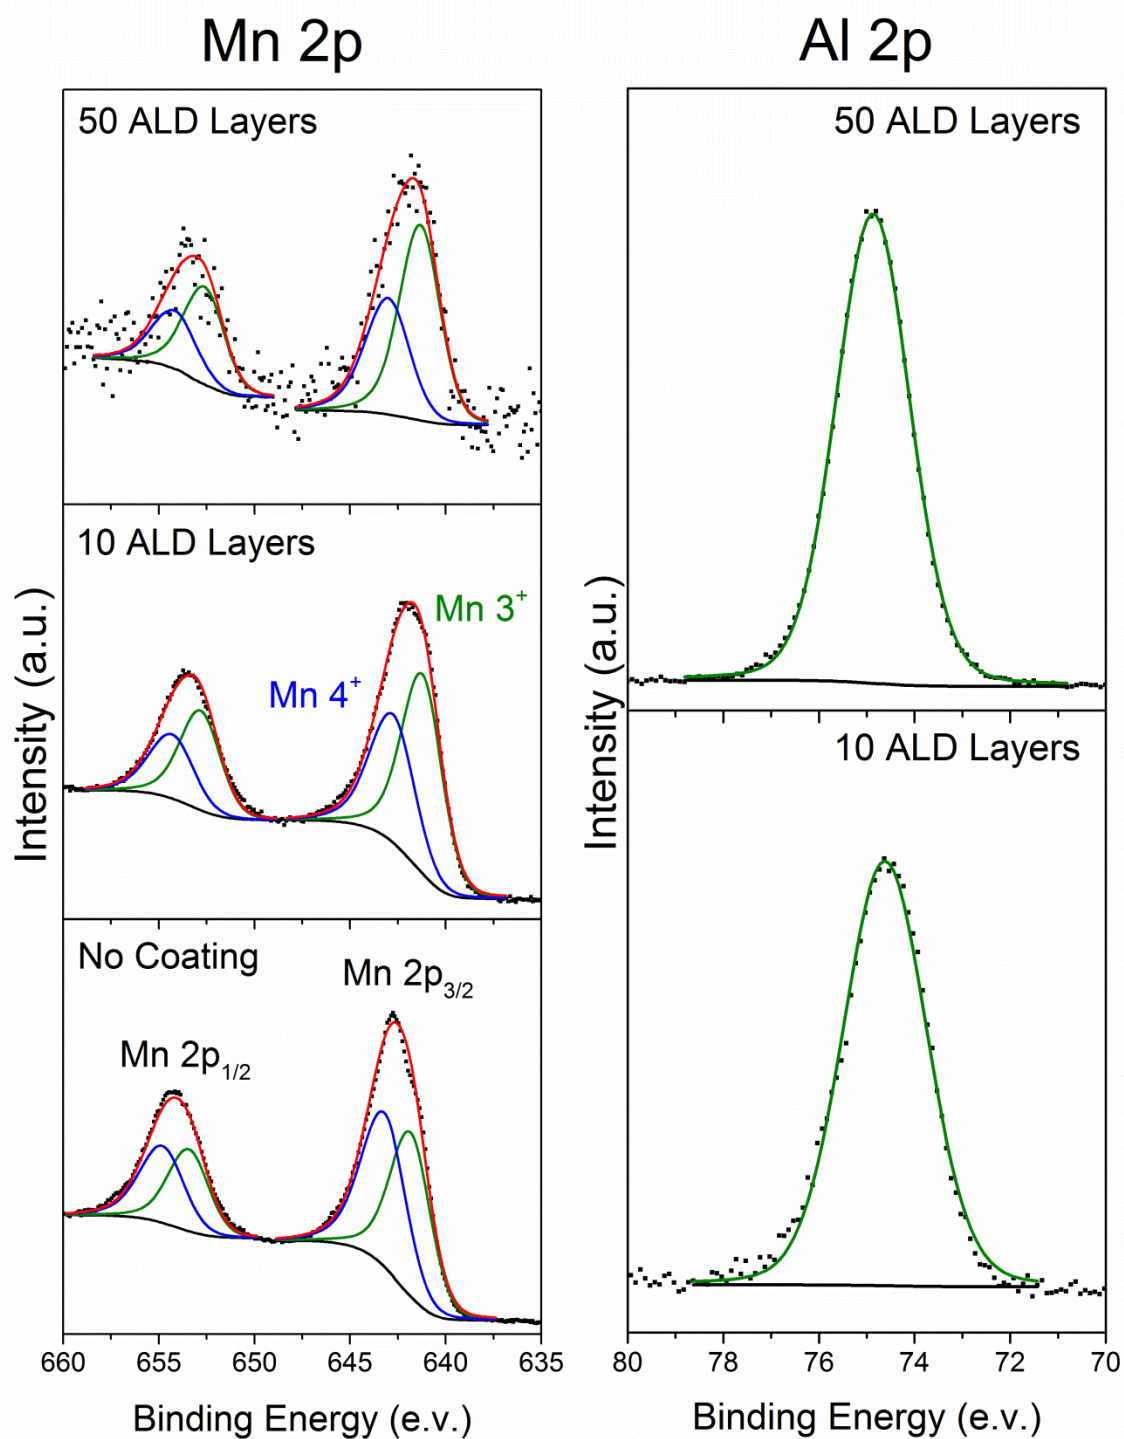 Mn 2p
Al 2p
50 ALD Layers
50 ALD Layers
10 ALD Layers
Mn 3+
Mn 4+
10 ALD Layers
No Coating
Mn 2p3/2
Mn 2p1/2
Intensity (a.u.)
Intensity (a.u.)
660 655 650 645 640 635
80 78 76 74 72 70
Binding Energy (e.v.)
Binding Energy (e.v.)